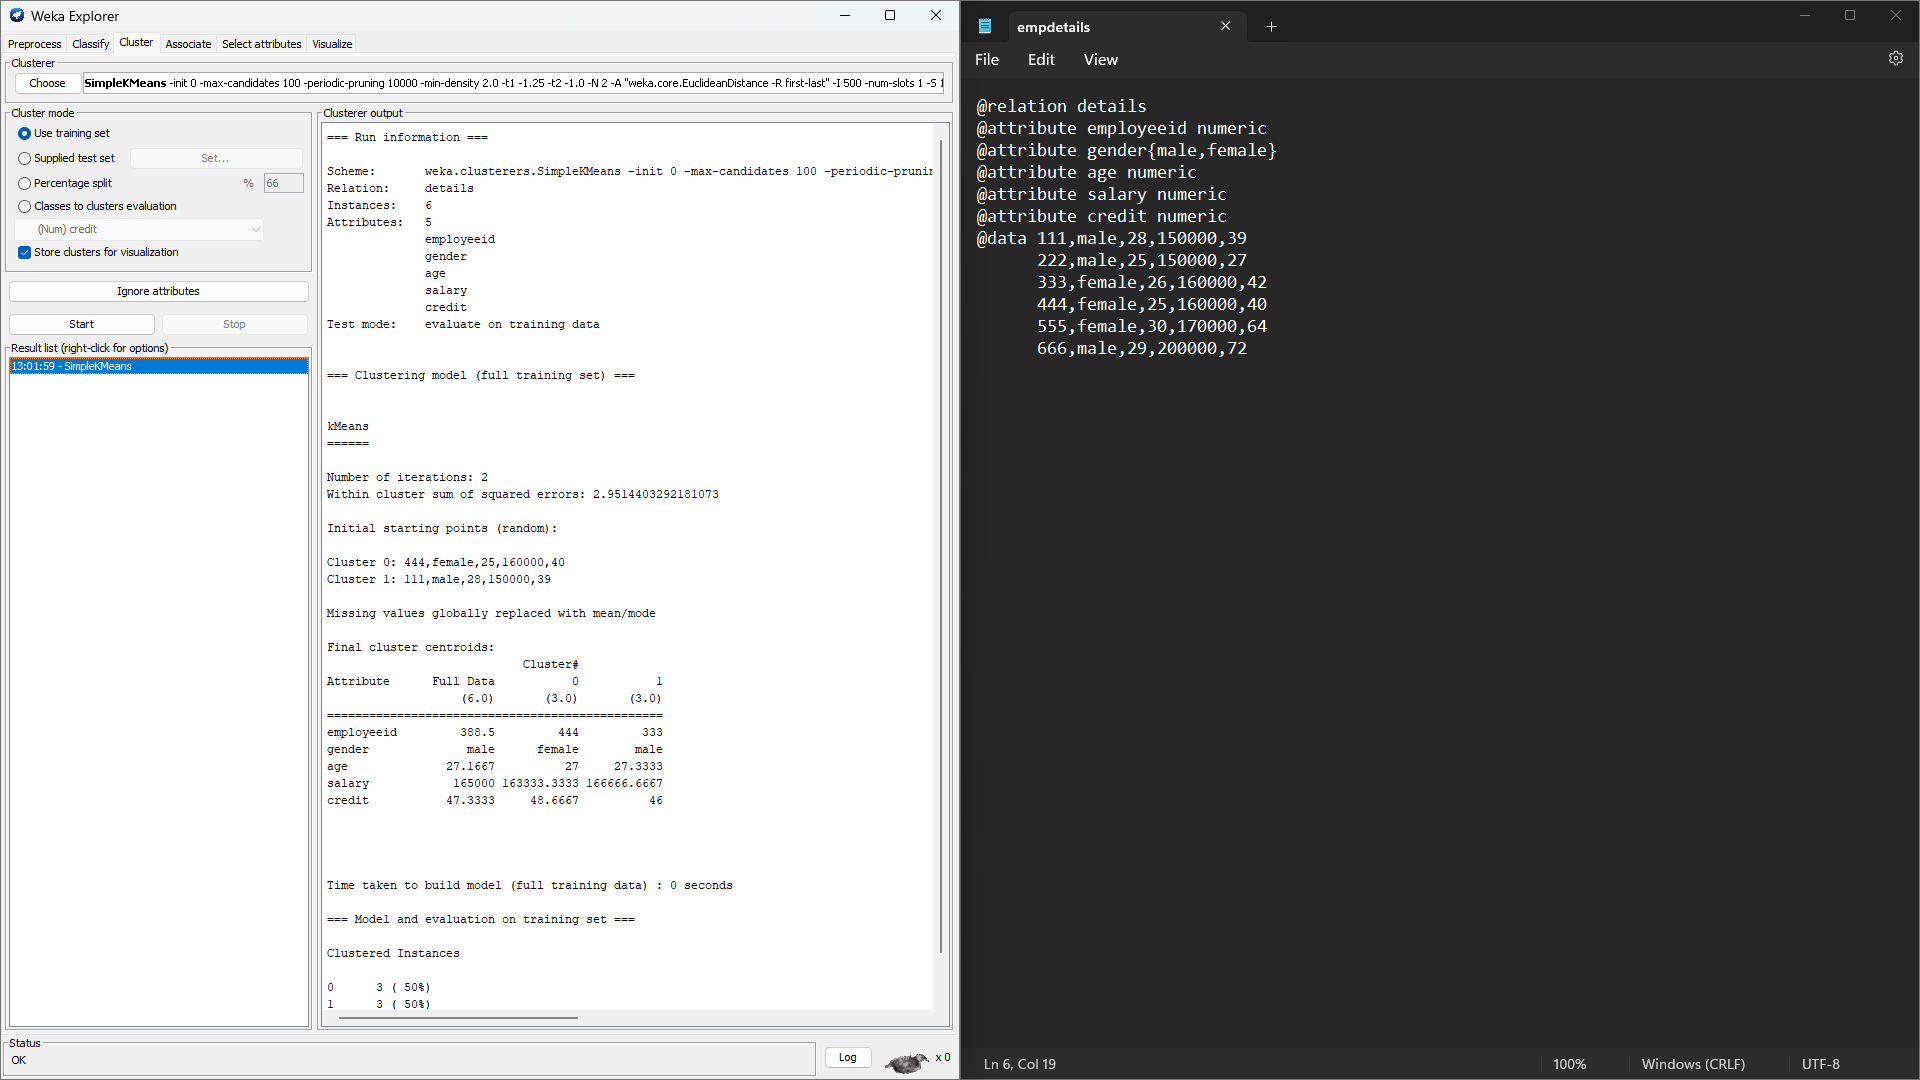 Weka Explorer
Preprocess Classify Cluster Associate Select attributes Visualize
Clusterer
Choose SimpleKMeans -init 0 -max-candidates 100 -periodic-pruning 10000 -min-density 2.0 -t1 -1.25 -t2 -1.0 -N 2 -A "weka.core.EuclideanDistance -R first-last" -I 500 -num-slots 1 -S 1
Cluster mode
Use training set
Supplied test set Set...
Percentage split % 66
Classes to clusters evaluation
(Num) credit
Store clusters for visualization
Ignore attributes
Start Stop
Result list (right-click for options)
13:01:59 - SimpleKMeans
Clusterer output
=== Run information ===
Scheme: weka.clusterers.SimpleKMeans -init 0 -max-candidates 100 -periodic-prunin
Relation: details
Instances: 6
Attributes: 5
employeeid
gender
age
salary
credit
Test mode: evaluate on training data
=== Clustering model (full training set) ===
kMeans
======
Number of iterations: 2
Within cluster sum of squared errors: 2.9514403292181073
Initial starting points (random):
Cluster 0: 444,female,25,160000,40
Cluster 1: 111,male,28,150000,39
Missing values globally replaced with mean/mode
Final cluster centroids:
Cluster#
Attribute Full Data 0 1
(6.0) (3.0) (3.0)
================================================
employeeid 388.5 444 333
gender male female male
age 27.1667 27 27.3333
salary 165000 163333.3333 166666.6667
credit 47.3333 48.6667 46
Time taken to build model (full training data) : 0 seconds
=== Model and evaluation on training set ===
Clustered Instances
0 3 ( 50%)
1 3 ( 50%)
Status
OK
Log x 0
empdetails
File Edit View
@relation details
@attribute employeeid numeric
@attribute gender{male,female}
@attribute age numeric
@attribute salary numeric
@attribute credit numeric
@data 111,male,28,150000,39
222,male,25,150000,27
333,female,26,160000,42
444,female,25,160000,40
555,female,30,170000,64
666,male,29,200000,72
Ln 6, Col 19 100% Windows (CRLF) UTF-8